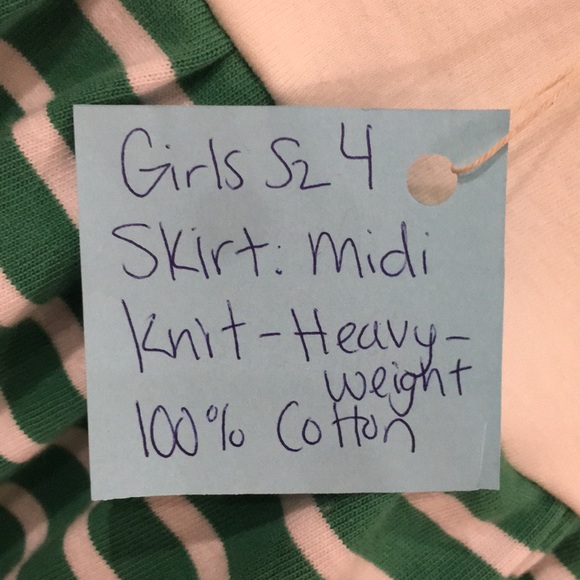 Girls Sz 4
Skirt: Midi
Knit-Heavy-
weight
100% Cotton